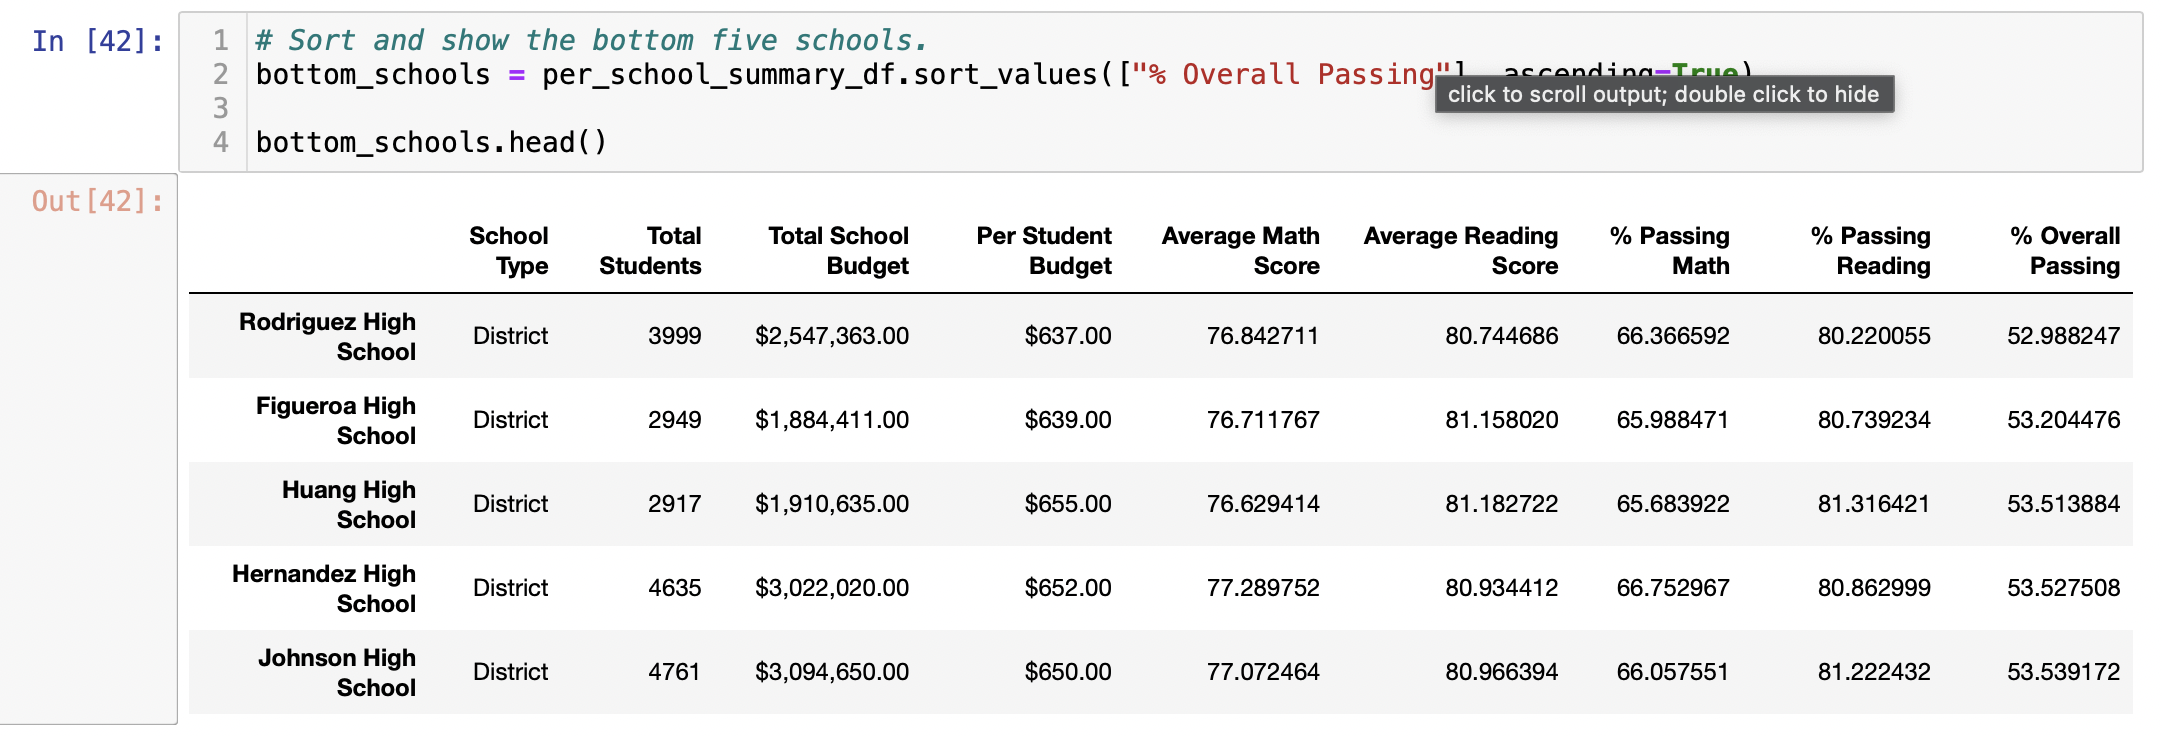 In [42]:
1 # Sort and show the bottom five schools.
2 bottom_schools = per_school_summary_df.sort_values(["% Overall Passing"], ascending=True)
click to scroll output; double click to hide
3
4 bottom_schools.head()
Out[42]:
School Type Total Students Total School Budget Per Student Budget Average Math Score Average Reading Score % Passing Math % Passing Reading % Overall Passing
Rodriguez High School District 3999 $2,547,363.00 $637.00 76.842711 80.744686 66.366592 80.220055 52.988247
Figueroa High School District 2949 $1,884,411.00 $639.00 76.711767 81.158020 65.988471 80.739234 53.204476
Huang High School District 2917 $1,910,635.00 $655.00 76.629414 81.182722 65.683922 81.316421 53.513884
Hernandez High School District 4635 $3,022,020.00 $652.00 77.289752 80.934412 66.752967 80.862999 53.527508
Johnson High School District 4761 $3,094,650.00 $650.00 77.072464 80.966394 66.057551 81.222432 53.539172